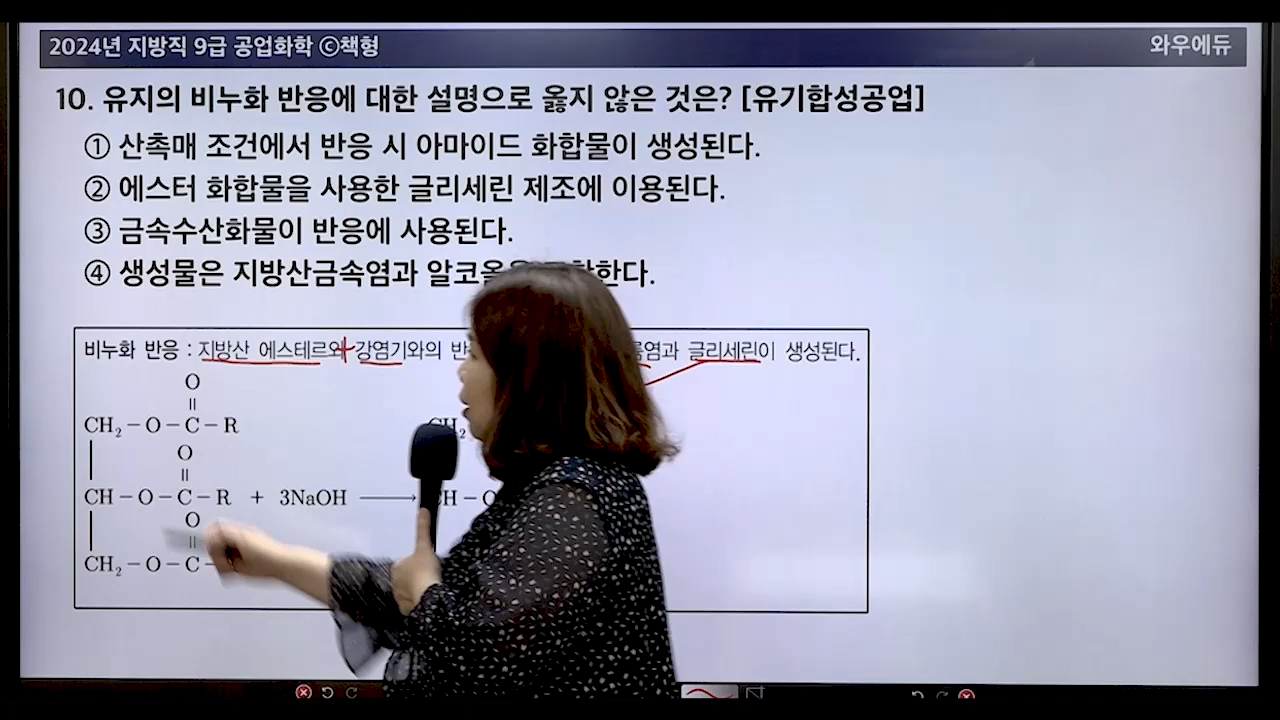 2024년 지방직 9급 공업화학 ⓒ책형
와우에듀
10. 유지의 비누화 반응에 대한 설명으로 옳지 않은 것은? [유기합성공업]
① 산촉매 조건에서 반응 시 아마이드 화합물이 생성된다.
② 에스터 화합물을 사용한 글리세린 제조에 이용된다.
③ 금속수산화물이 반응에 사용된다.
④ 생성물은 지방산금속염과
비누화 반응 : 지방산 에스테르와 강염기와의 글리세린이 생성된다.
O
||
CH₂ − O − C − R CH₂
| O
||
CH − O − C − R + 3NaOH ⟶ CH − O
| O
||
CH₂ − O − C −